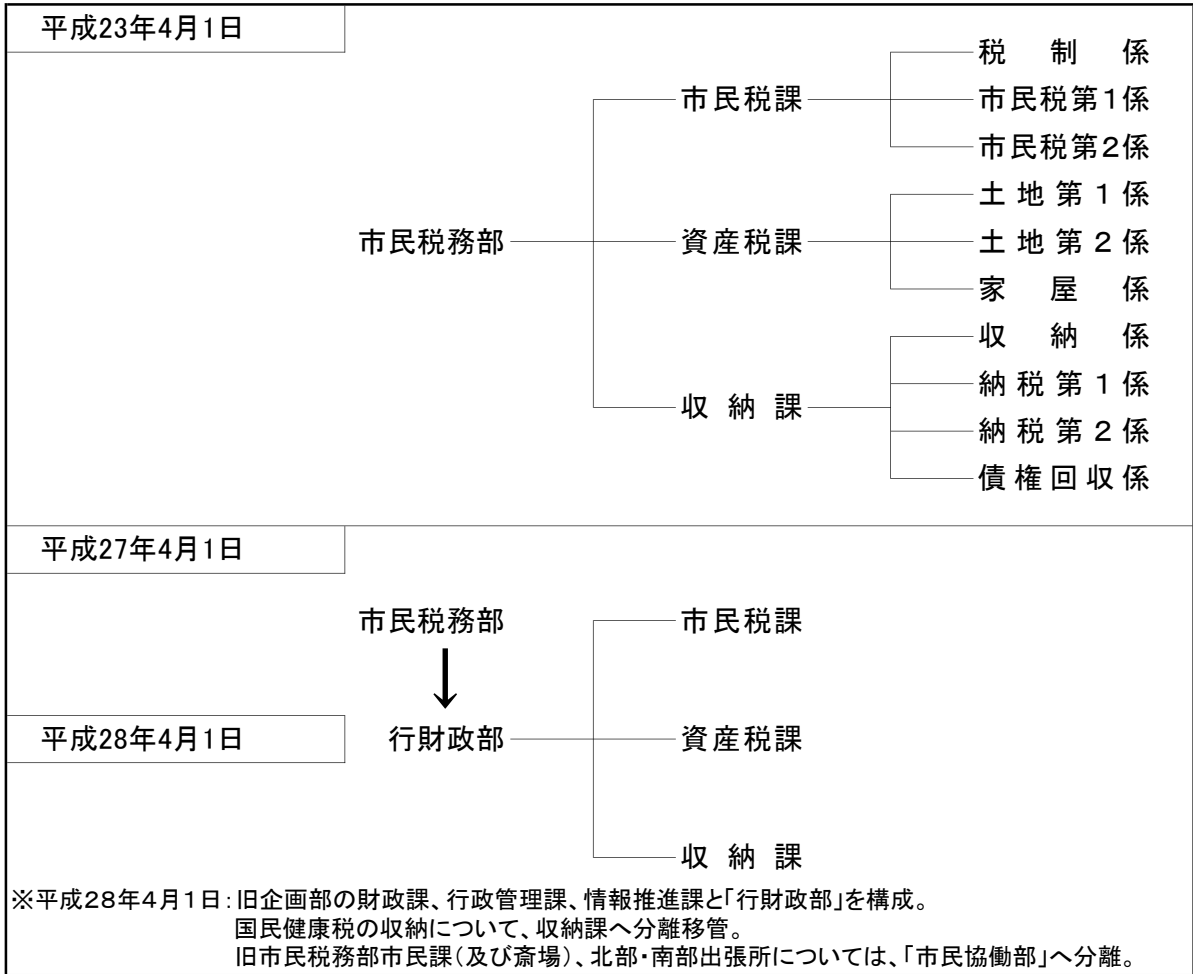 平成23年4月1日
税制係
市民税課
市民税第1係
市民税第2係
土地第1係
市民税務部
資産税課
土地第2係
家屋係
収納係
納税第1係
収納課
納税第2係
債権回収係
平成27年4月1日
市民税務部
市民税課
平成28年4月1日
行財政部
資産税課
収納課
※平成28年4月1日:旧企画部の財政課、行政管理課、情報推進課と「行財政部」を構成。
国民健康税の収納について、収納課へ分離移管。
旧市民税務部市民課(及び斎場)、北部・南部出張所については、「市民協働部」へ分離。